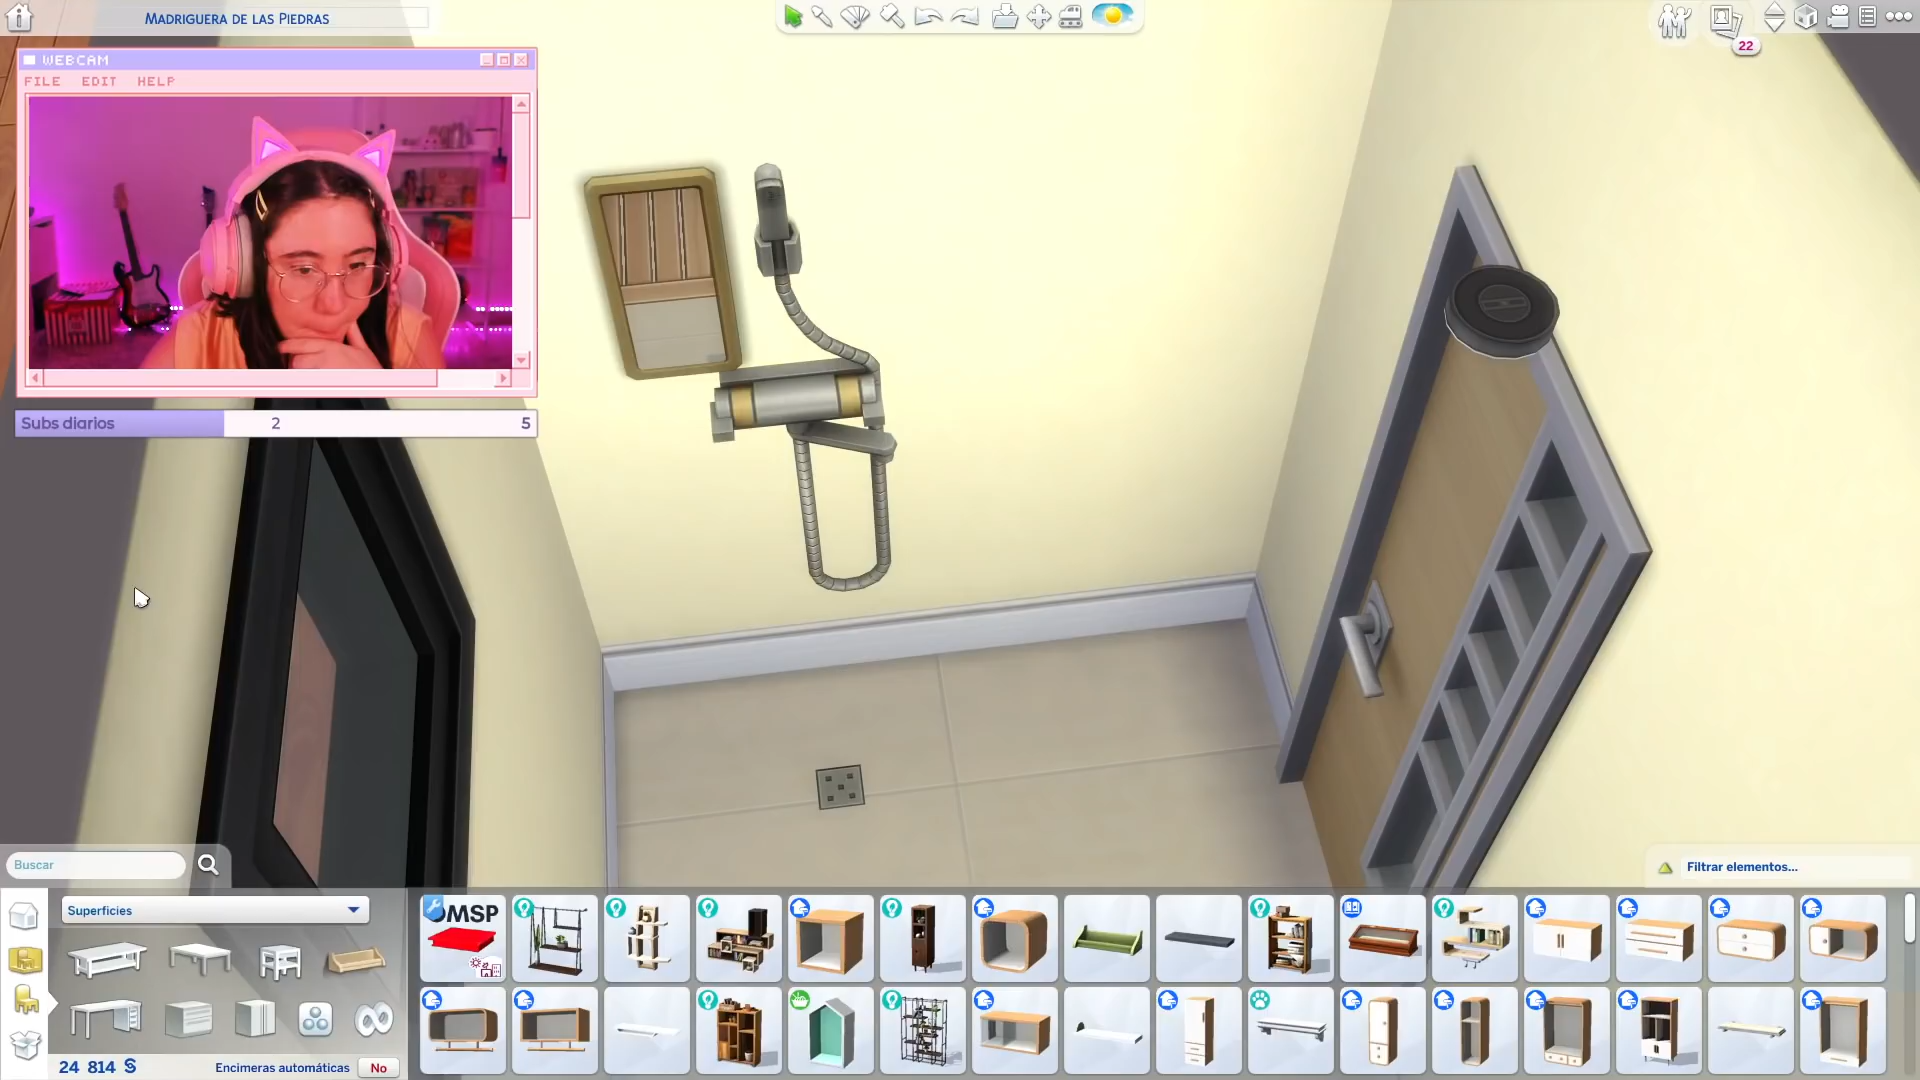 Madriguera de las Piedras
22
WEBCAM
FILE EDIT HELP
Subs diarios 2 5
Buscar
Filtrar elementos...
Superficies
OMSP
24 814 $
Encimeras automáticas No